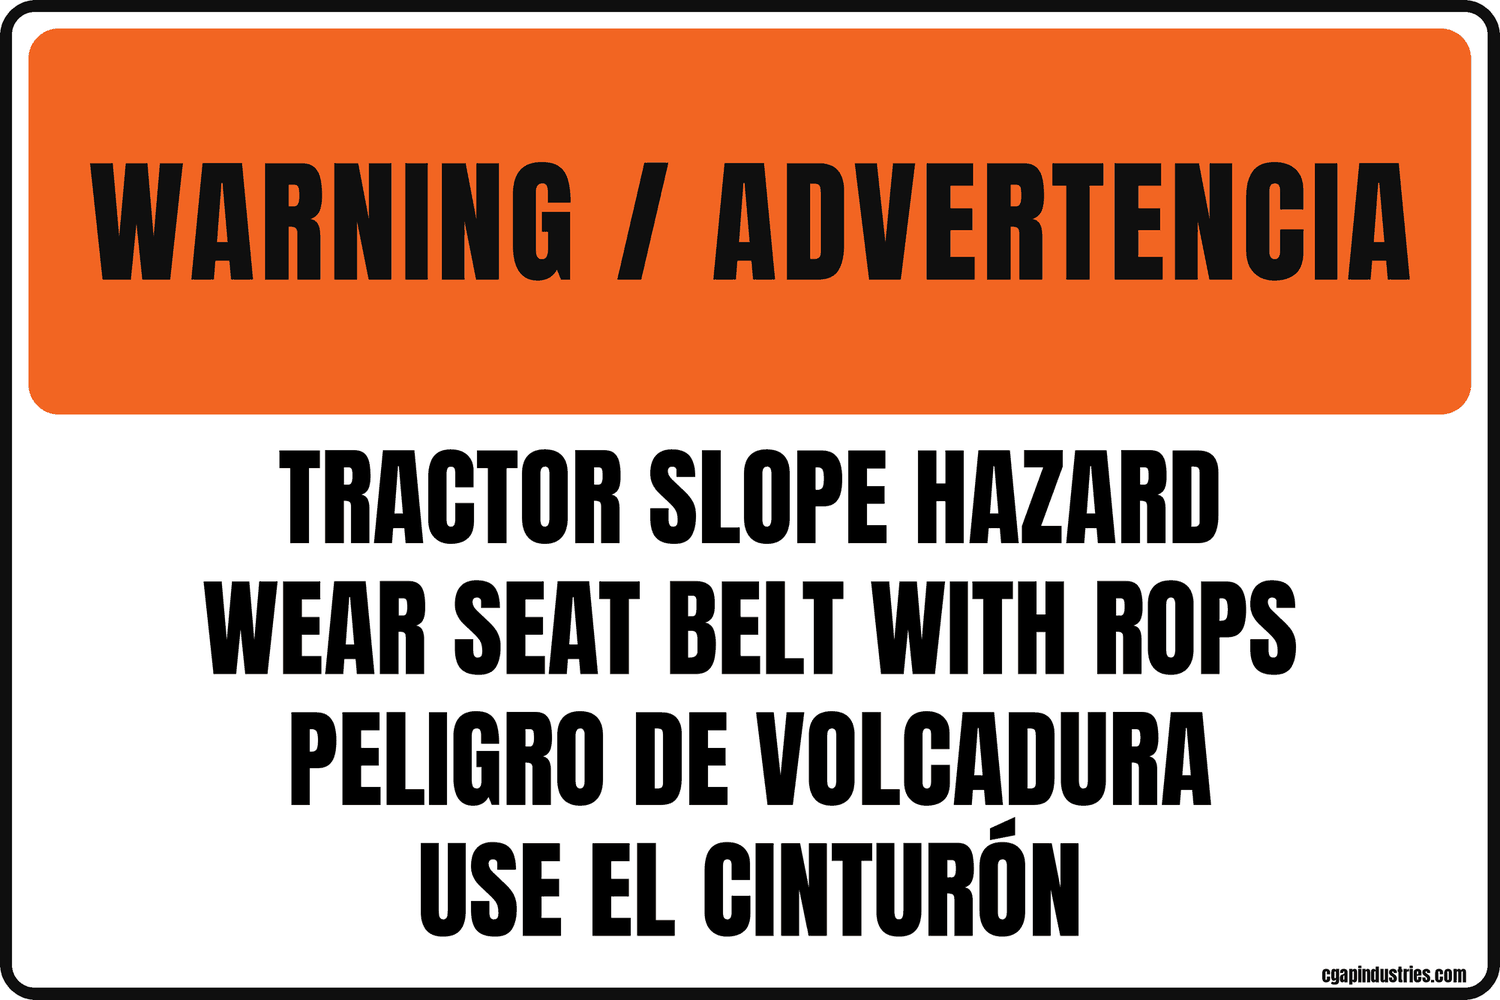 WARNING / ADVERTENCIA
TRACTOR SLOPE HAZARD
WEAR SEAT BELT WITH ROPS
PELIGRO DE VOLCADURA
USE EL CINTURÓN
cgapindustries.com